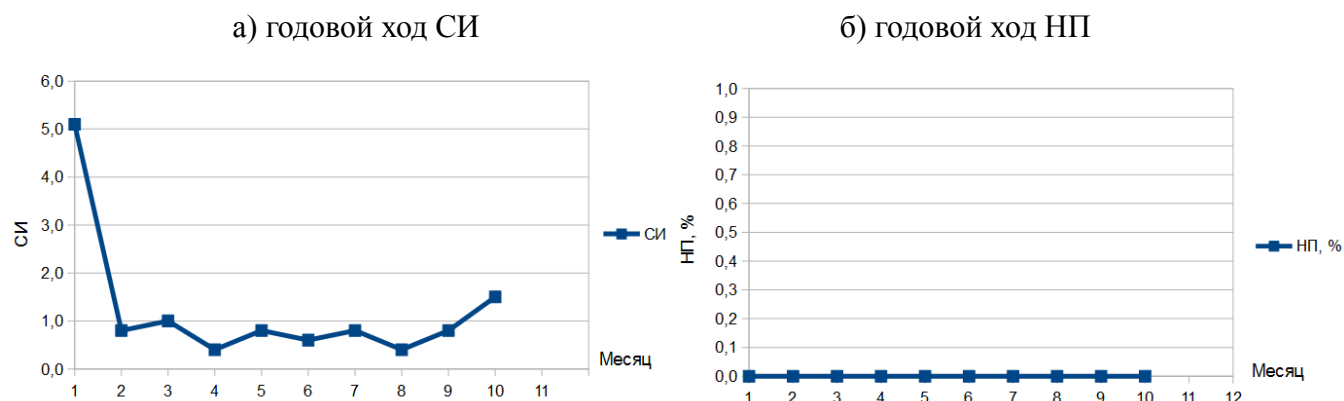 а) годовой ход СИ
6,0
5,0
4,0
3,0
2,0
1,0
0,0
СИ
1 2 3 4 5 6 7 8 9 10 11
Месяц
СИ
б) годовой ход НП
1,0
0,9
0,8
0,7
0,6
0,5
0,4
0,3
0,2
0,1
0,0
НП, %
1 2 3 4 5 6 7 8 9 10 11 12
Месяц
НП, %